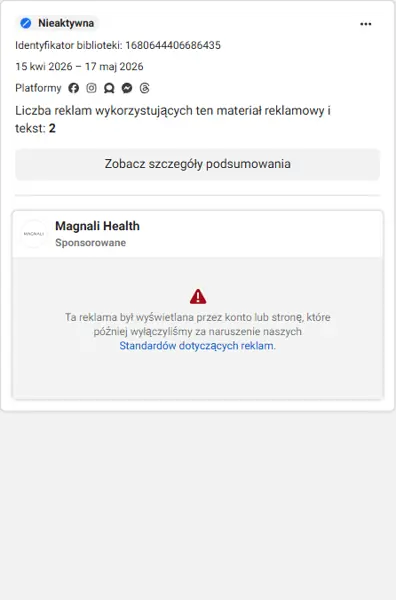 Nieaktywna
Identyfikator biblioteki: 1680644406686435
15 kwi 2026 – 17 maj 2026
Platformy
Liczba reklam wykorzystujących ten materiał reklamowy i
tekst: 2
Zobacz szczegóły podsumowania
MAGNALI
Magnali Health
Sponsorowane
Ta reklama był wyświetlana przez konto lub stronę, które
później wyłączyliśmy za naruszenie naszych
Standardów dotyczących reklam.